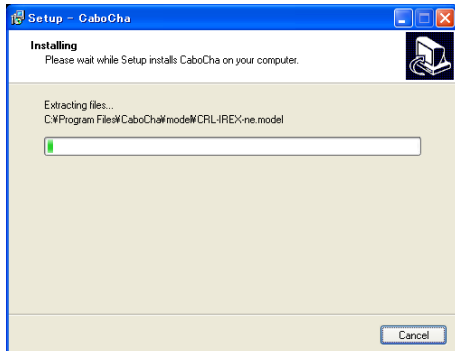 Setup - CaboCha
Installing
Please wait while Setup installs CaboCha on your computer.
Extracting files...
C:¥Program Files¥CaboCha¥model¥CRL-IREX-ne.model
Cancel